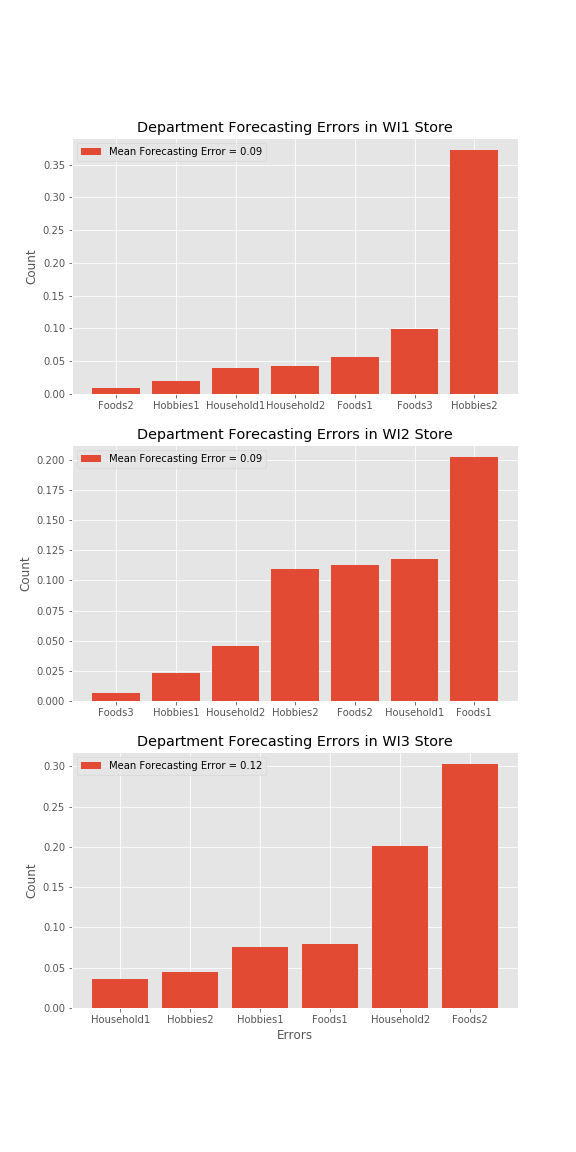 Department Forecasting Errors in WI1 Store
Mean Forecasting Error = 0.09
0.35
0.30
0.25
0.20
0.15
0.10
0.05
0.00
Count
Foods2 Hobbies1 Household1 Household2 Foods1 Foods3 Hobbies2
Department Forecasting Errors in WI2 Store
Mean Forecasting Error = 0.09
0.200
0.175
0.150
0.125
0.100
0.075
0.050
0.025
0.000
Count
Foods3 Hobbies1 Household2 Hobbies2 Foods2 Household1 Foods1
Department Forecasting Errors in WI3 Store
Mean Forecasting Error = 0.12
0.30
0.25
0.20
0.15
0.10
0.05
0.00
Count
Household1 Hobbies2 Hobbies1 Foods1 Household2 Foods2
Errors